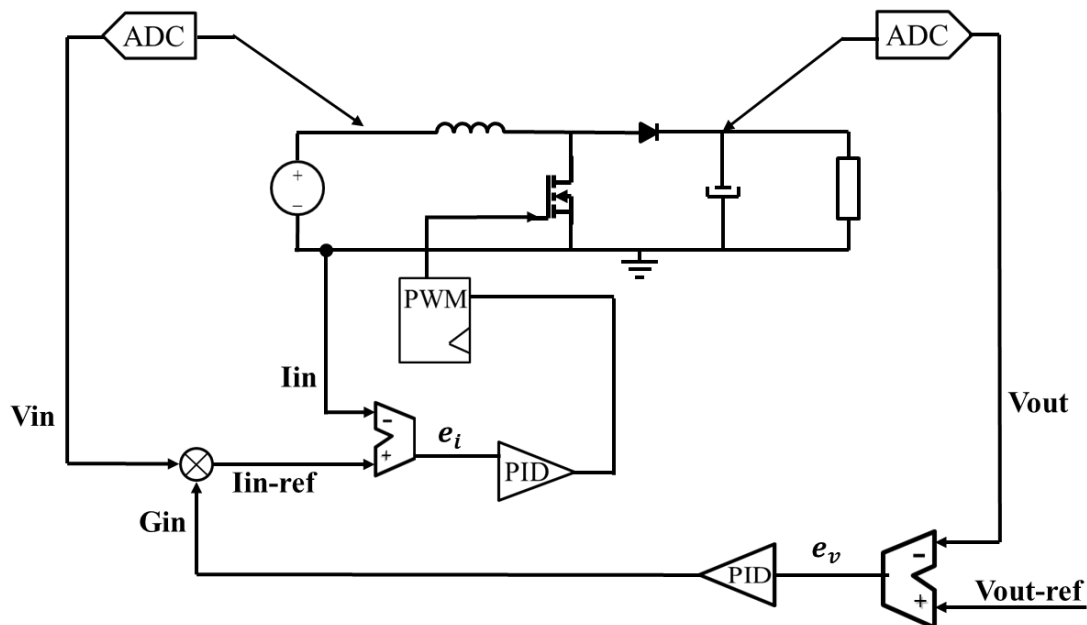 ADC
ADC
+
−
PWM
Iin
Vin
Vout
-
+
e_i
PID
Iin-ref
Gin
-
+
e_v
PID
Vout-ref